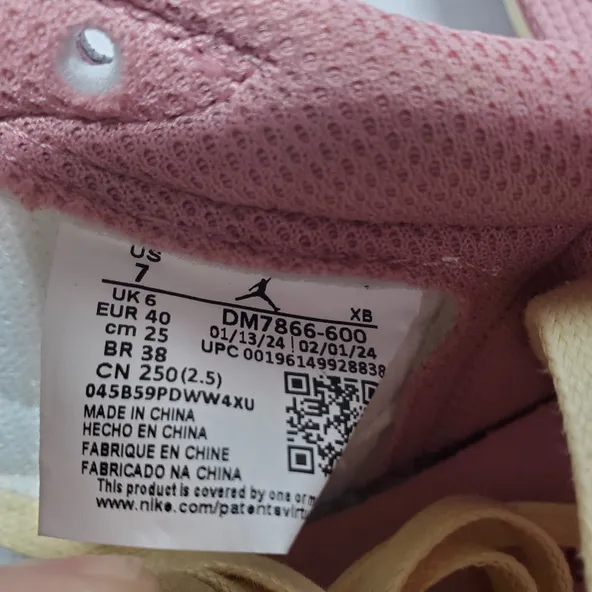 US
7
UK 6
EUR 40
cm 25
BR 38
CN 250(2.5)
XB
DM7866-600
01/13/24 | 02/01/24
UPC 00196149928838
045B59PDWW4XU
MADE IN CHINA
HECHO EN CHINA
FABRIQUE EN CHINE
FABRICADO NA CHINA
This product is covered by one or
www.nike.com/patents